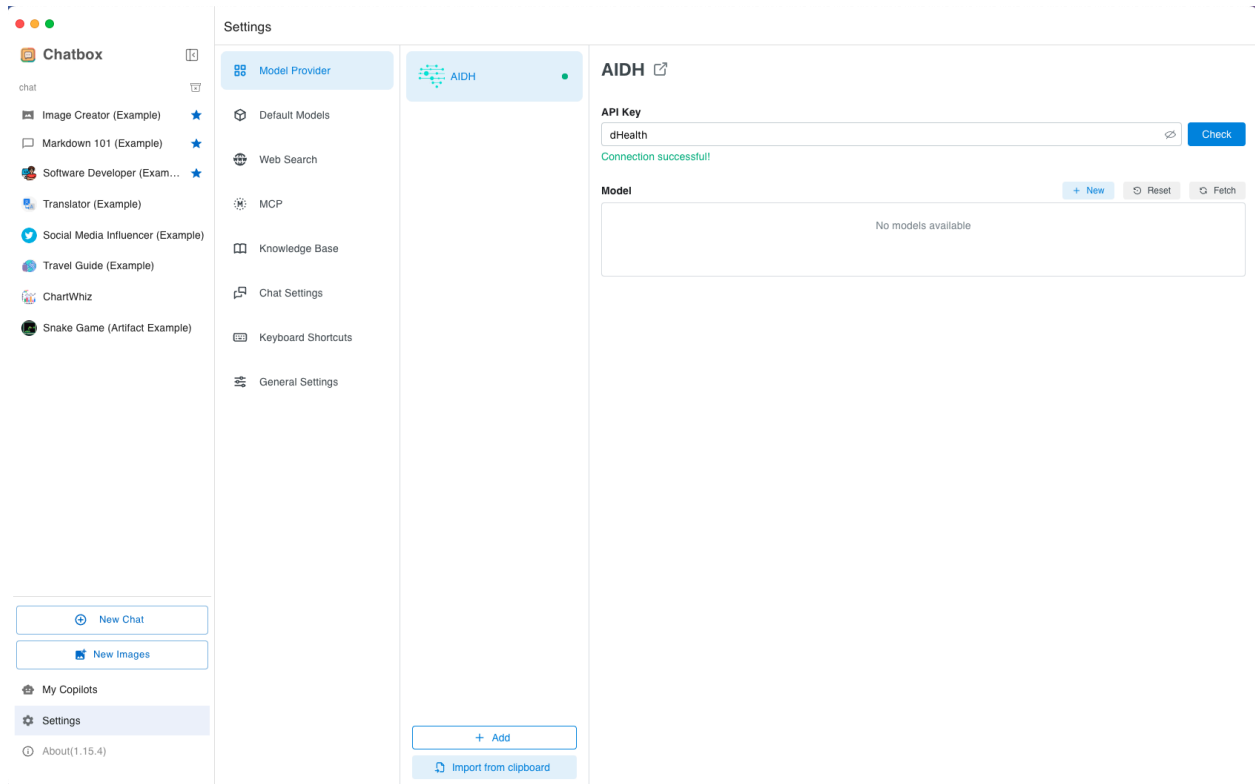 Settings
Chatbox
chat
Image Creator (Example)
Markdown 101 (Example)
Software Developer (Exam...
Translator (Example)
Social Media Influencer (Example)
Travel Guide (Example)
ChartWhiz
Snake Game (Artifact Example)
New Chat
New Images
My Copilots
Settings
About(1.15.4)
Model Provider
Default Models
Web Search
MCP
Knowledge Base
Chat Settings
Keyboard Shortcuts
General Settings
AIDH
+ Add
Import from clipboard
AIDH
API Key
dHealth
Check
Connection successful!
Model
+ New
Reset
Fetch
No models available